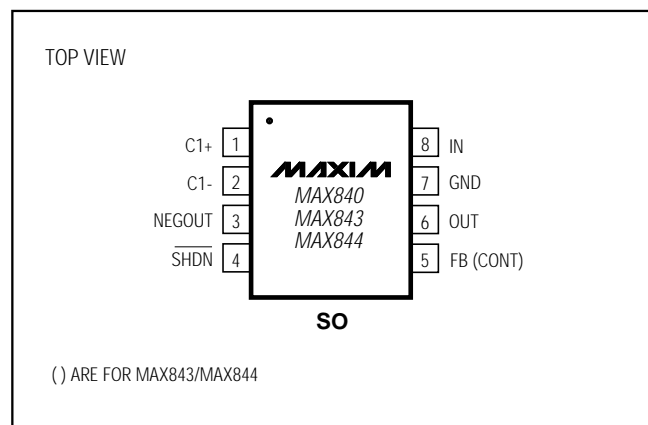 TOP VIEW
C1+ 1
C1- 2
NEGOUT 3
SHDN 4
MAXIM
MAX840
MAX843
MAX844
8 IN
7 GND
6 OUT
5 FB (CONT)
SO
( ) ARE FOR MAX843/MAX844